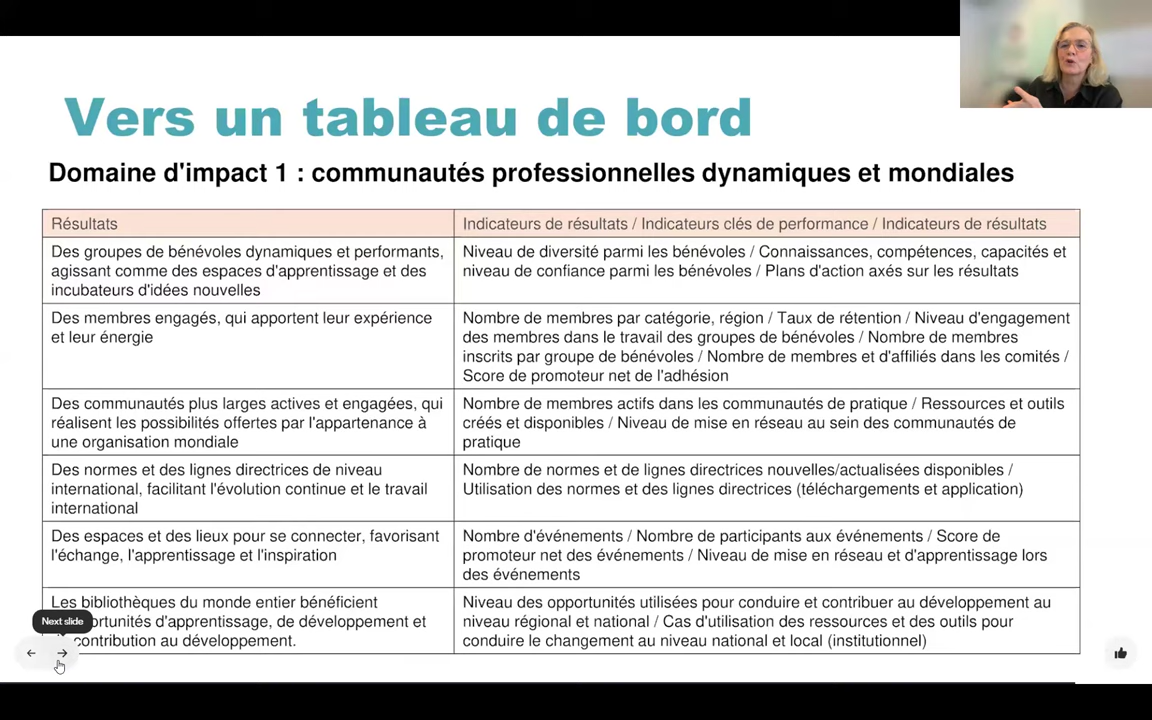 Vers un tableau de bord
Domaine d'impact 1 : communautés professionnelles dynamiques et mondiales
Résultats
Indicateurs de résultats / Indicateurs clés de performance / Indicateurs de résultats
Des groupes de bénévoles dynamiques et performants,
agissant comme des espaces d'apprentissage et des
incubateurs d'idées nouvelles
Niveau de diversité parmi les bénévoles / Connaissances, compétences, capacités et
niveau de confiance parmi les bénévoles / Plans d'action axés sur les résultats
Des membres engagés, qui apportent leur expérience
et leur énergie
Nombre de membres par catégorie, région / Taux de rétention / Niveau d'engagement
des membres dans le travail des groupes de bénévoles / Nombre de membres
inscrits par groupe de bénévoles / Nombre de membres et d'affiliés dans les comités /
Score de promoteur net de l'adhésion
Des communautés plus larges actives et engagées, qui
réalisent les possibilités offertes par l'appartenance à
une organisation mondiale
Nombre de membres actifs dans les communautés de pratique / Ressources et outils
créés et disponibles / Niveau de mise en réseau au sein des communautés de
pratique
Des normes et des lignes directrices de niveau
international, facilitant l'évolution continue et le travail
international
Nombre de normes et de lignes directrices nouvelles/actualisées disponibles /
Utilisation des normes et des lignes directrices (téléchargements et application)
Des espaces et des lieux pour se connecter, favorisant
l'échange, l'apprentissage et l'inspiration
Nombre d'événements / Nombre de participants aux événements / Score de
promoteur net des événements / Niveau de mise en réseau et d'apprentissage lors
des événements
Les bibliothèques du monde entier bénéficient
d'apprentissage, de développement et
contribution au développement.
Niveau des opportunités utilisées pour conduire et contribuer au développement au
niveau régional et national / Cas d'utilisation des ressources et des outils pour
conduire le changement au niveau national et local (institutionnel)
Next slide